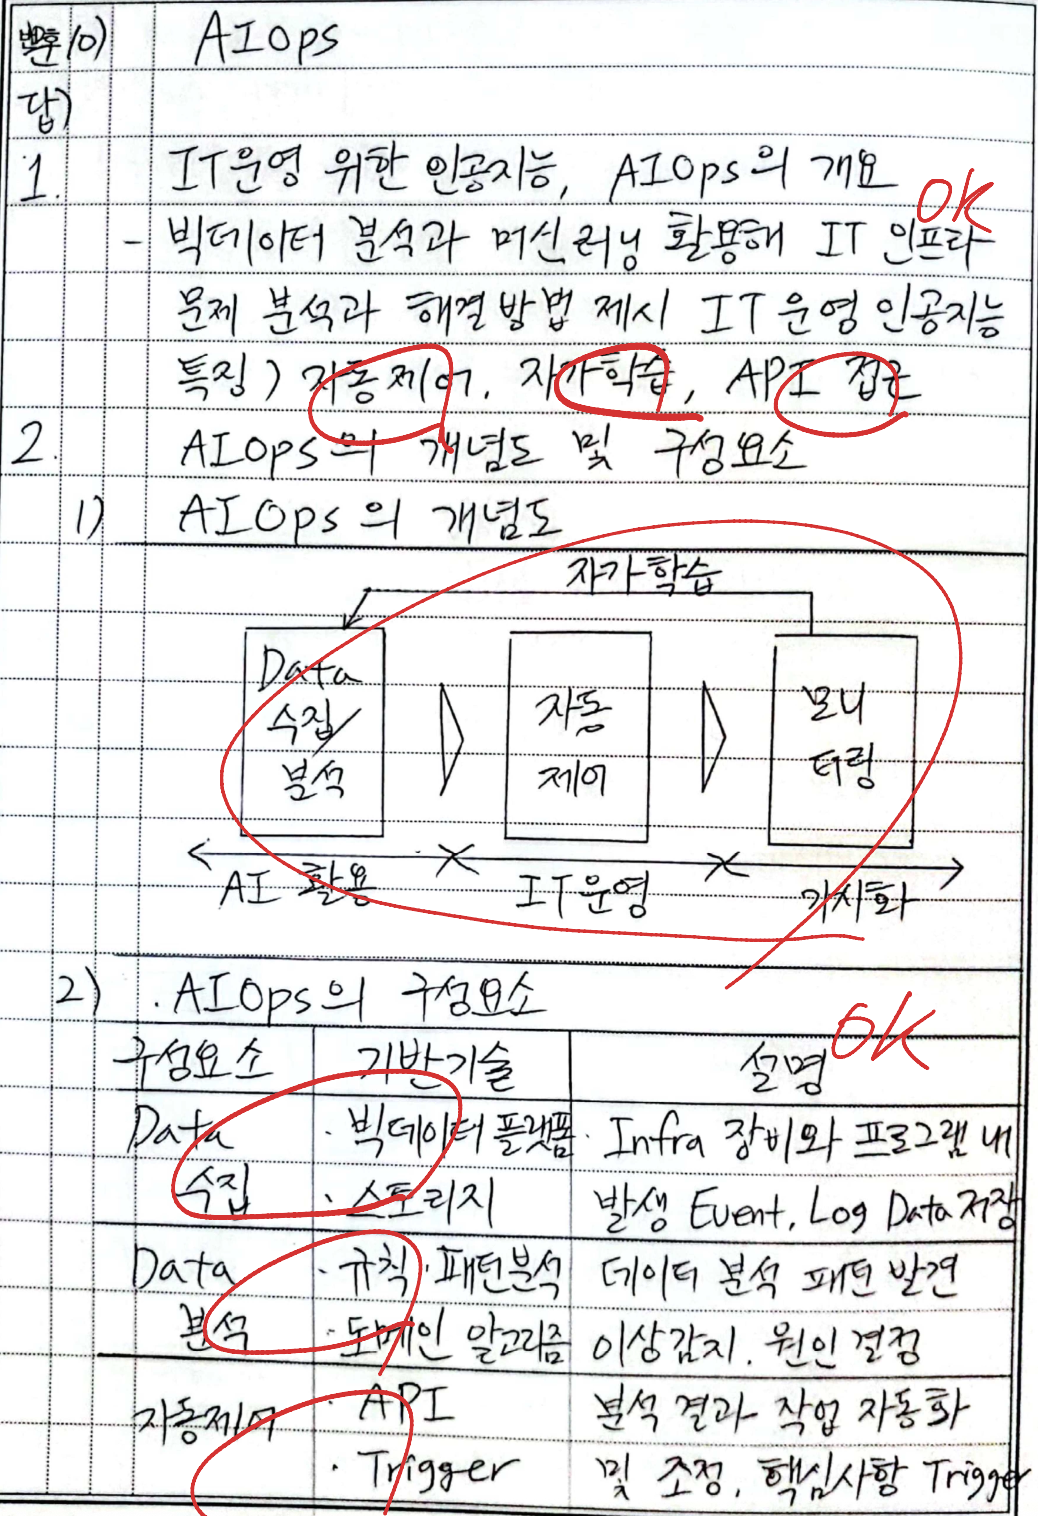 번호 10) AIOps
답)
1. IT운영 위한 인공지능, AIOps의 개요
OK
- 빅데이터 분석과 머신러닝 활용해 IT 인프라
문제 분석과 해결방법 제시 IT 운영 인공지능
특징) 자동제어, 자가학습, API 접근
2. AIOps의 개념도 및 구성요소
1) AIOps의 개념도
자가학습
Data
수집/
분석
자동
제어
모니
터링
AI 활용
IT운영
가시화
2) . AIOps의 구성요소
OK
구성요소 기반기술 설명
Data · 빅데이터 플랫폼 · Infra 장비와 프로그램 내
수집 · 스토리지 발생 Event, Log Data 저장
Data · 규칙·패턴분석 데이터 분석 패턴 발견
분석 · 도메인 알고리즘 이상감지. 원인 결정
자동제어 · API 분석 결과 작업 자동화
· Trigger 및 조정, 핵심사항 Trigger